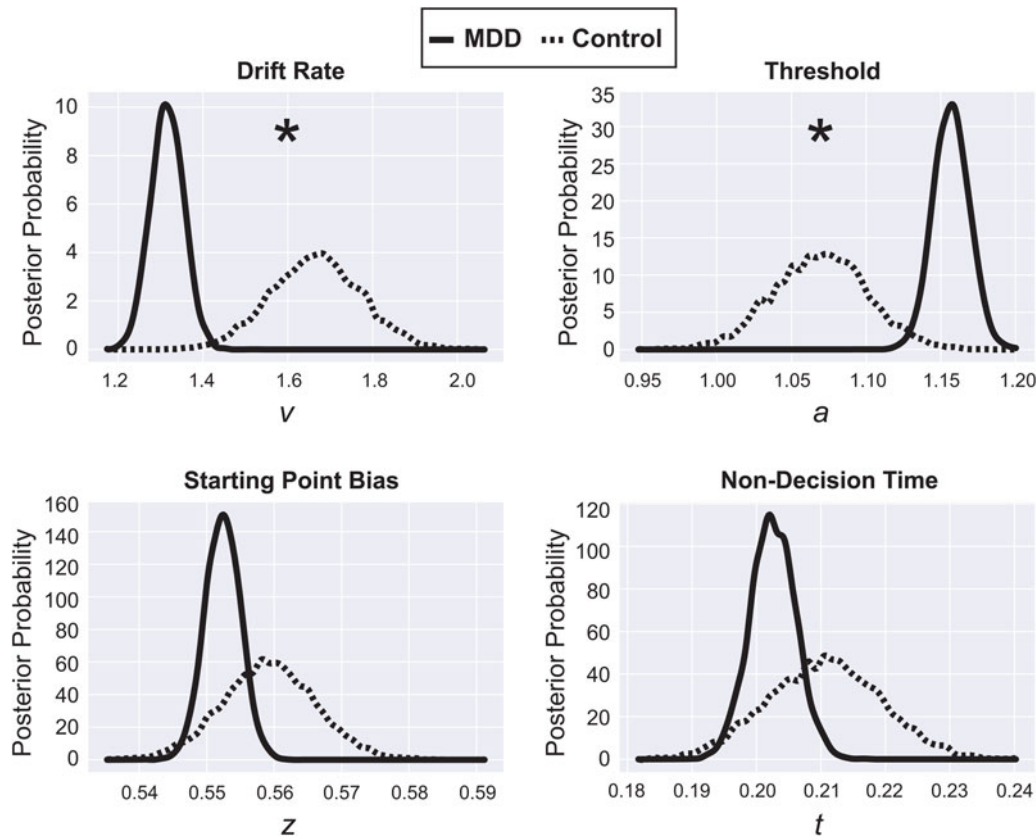 MDD Control
Drift Rate
Posterior Probability
10
8
6
4
2
0
*
1.2 1.4 1.6 1.8 2.0
v
Threshold
Posterior Probability
35
30
25
20
15
10
5
0
*
0.95 1.00 1.05 1.10 1.15 1.20
a
Starting Point Bias
Posterior Probability
160
140
120
100
80
60
40
20
0
0.54 0.55 0.56 0.57 0.58 0.59
z
Non-Decision Time
Posterior Probability
120
100
80
60
40
20
0
0.18 0.19 0.20 0.21 0.22 0.23 0.24
t